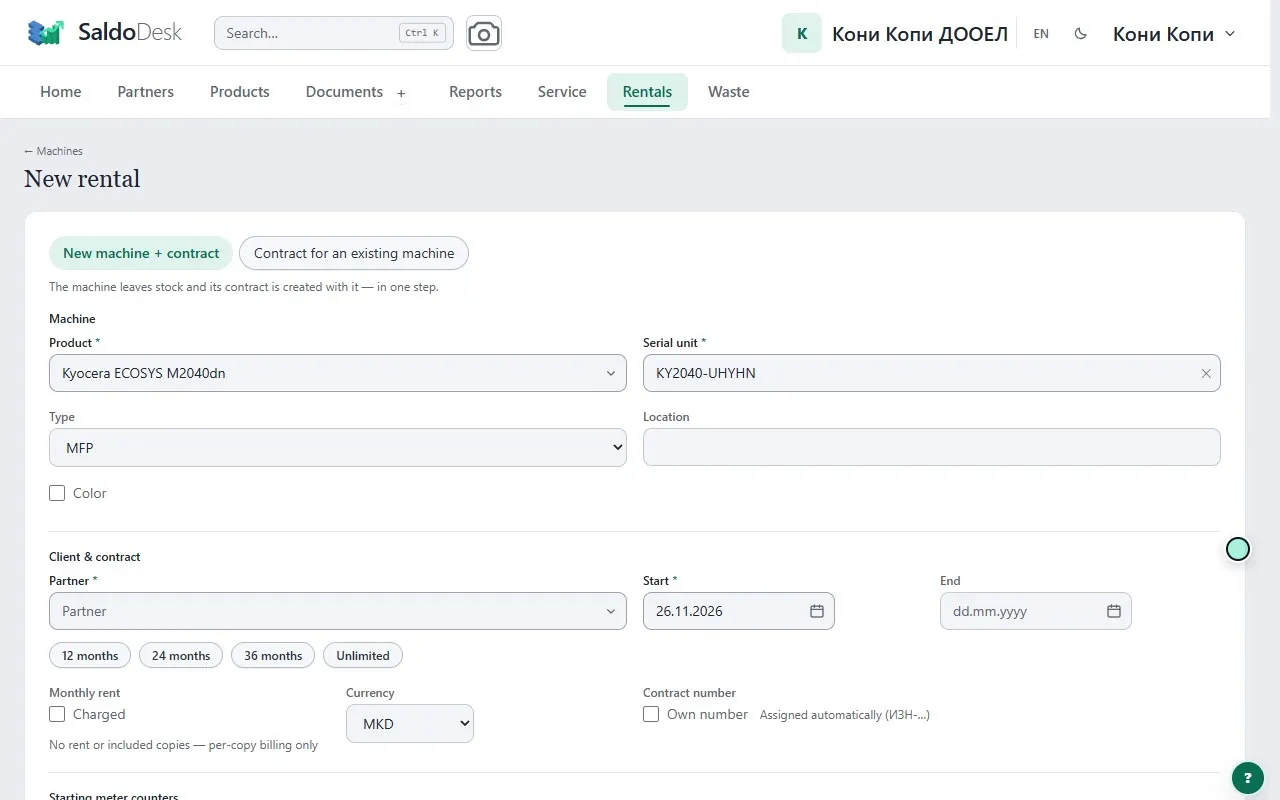 SaldoDesk
Search...
Ctrl K
K
Кони Копи ДООЕЛ
EN
Кони Копи
Home
Partners
Products
Documents +
Reports
Service
Rentals
Waste
← Machines
New rental
New machine + contract
Contract for an existing machine
The machine leaves stock and its contract is created with it — in one step.
Machine
Product *
Serial unit *
Kyocera ECOSYS M2040dn
KY2040-UHYHN
Type
Location
MFP
Color
Client & contract
Partner *
Start *
End
Partner
26.11.2026
dd.mm.yyyy
12 months
24 months
36 months
Unlimited
Monthly rent
Currency
Contract number
Charged
MKD
Own number
Assigned automatically (ИЗН-...)
No rent or included copies — per-copy billing only
Starting meter counters
?